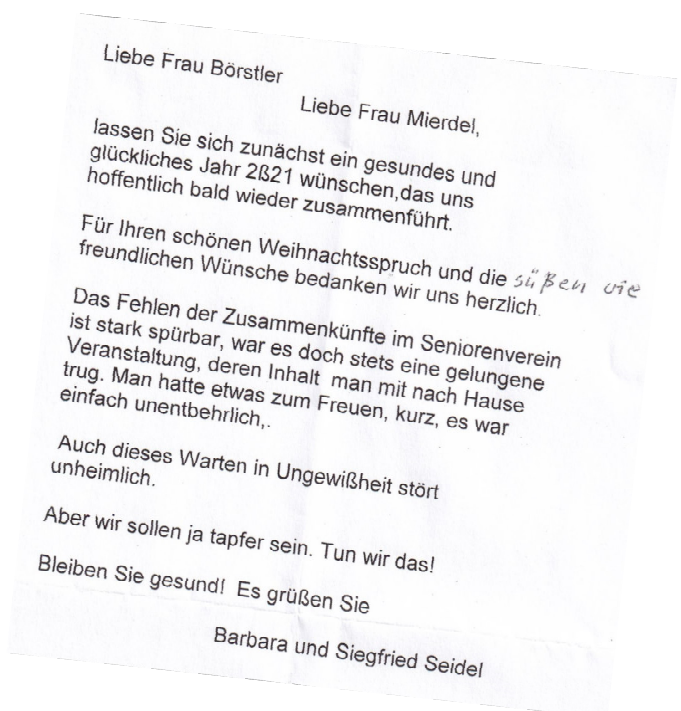 Liebe Frau Börstler
Liebe Frau Mierdel,
lassen Sie sich zunächst ein gesundes und
glückliches Jahr 2ß21 wünschen,das uns
hoffentlich bald wieder zusammenführt.
Für Ihren schönen Weihnachtsspruch und die süßen wie
freundlichen Wünsche bedanken wir uns herzlich.
Das Fehlen der Zusammenkünfte im Seniorenverein
ist stark spürbar, war es doch stets eine gelungene
Veranstaltung, deren Inhalt man mit nach Hause
trug. Man hatte etwas zum Freuen, kurz, es war
einfach unentbehrlich,.
Auch dieses Warten in Ungewißheit stört
unheimlich.
Aber wir sollen ja tapfer sein. Tun wir das!
Bleiben Sie gesund! Es grüßen Sie
Barbara und Siegfried Seidel